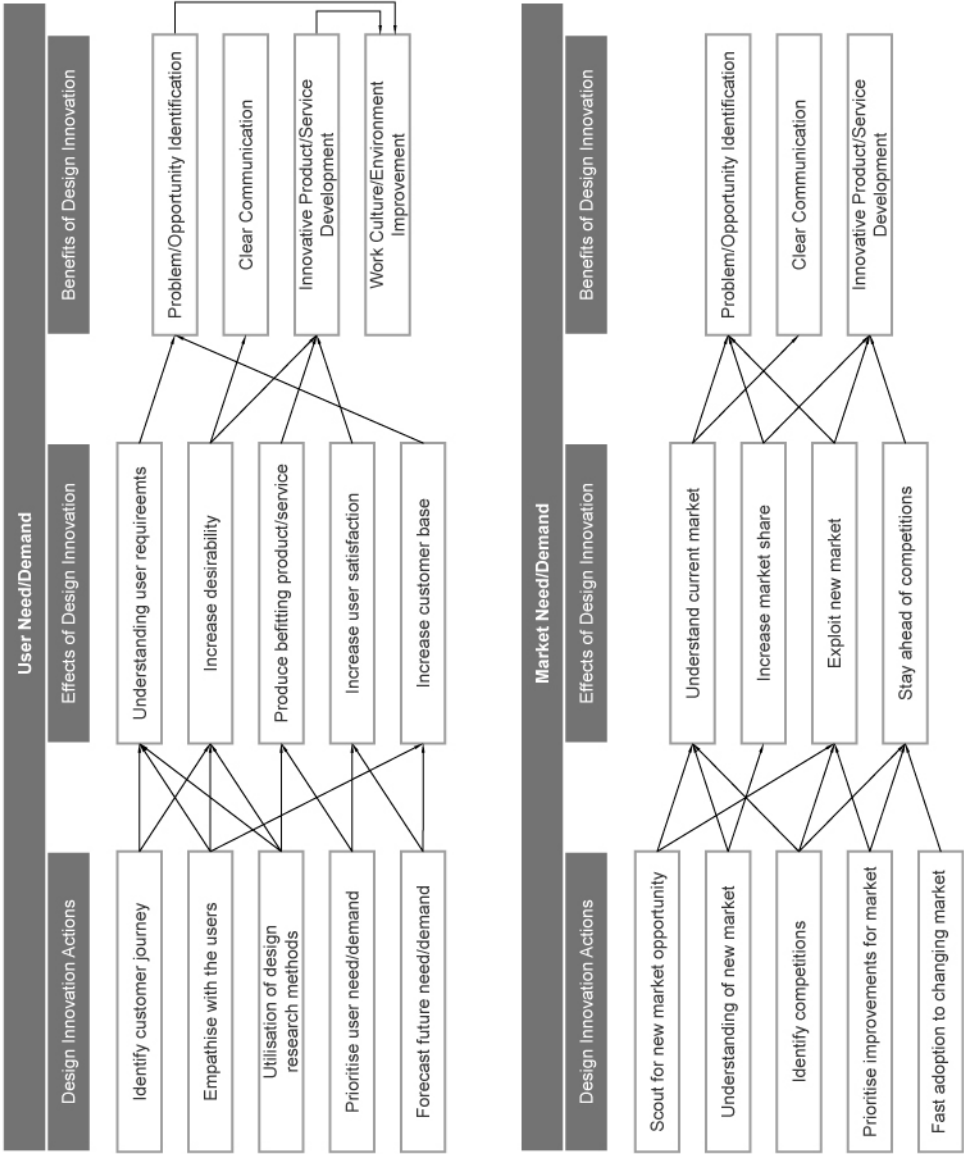 User Need/Demand
Design Innovation Actions
Effects of Design Innovation
Benefits of Design Innovation
Identify customer journey
Empathise with the users
Utilisation of design
research methods
Prioritise user need/demand
Forecast future need/demand
Understanding user requireemts
Increase desirability
Produce befitting product/service
Increase user satisfaction
Increase customer base
Problem/Opportunity Identification
Clear Communication
Innovative Product/Service
Development
Work Culture/Environment
Improvement
Market Need/Demand
Design Innovation Actions
Effects of Design Innovation
Benefits of Design Innovation
Scout for new market opportunity
Understanding of new market
Identify competitions
Prioritise improvements for market
Fast adoption to changing market
Understand current market
Increase market share
Exploit new market
Stay ahead of competitions
Problem/Opportunity Identification
Clear Communication
Innovative Product/Service
Development